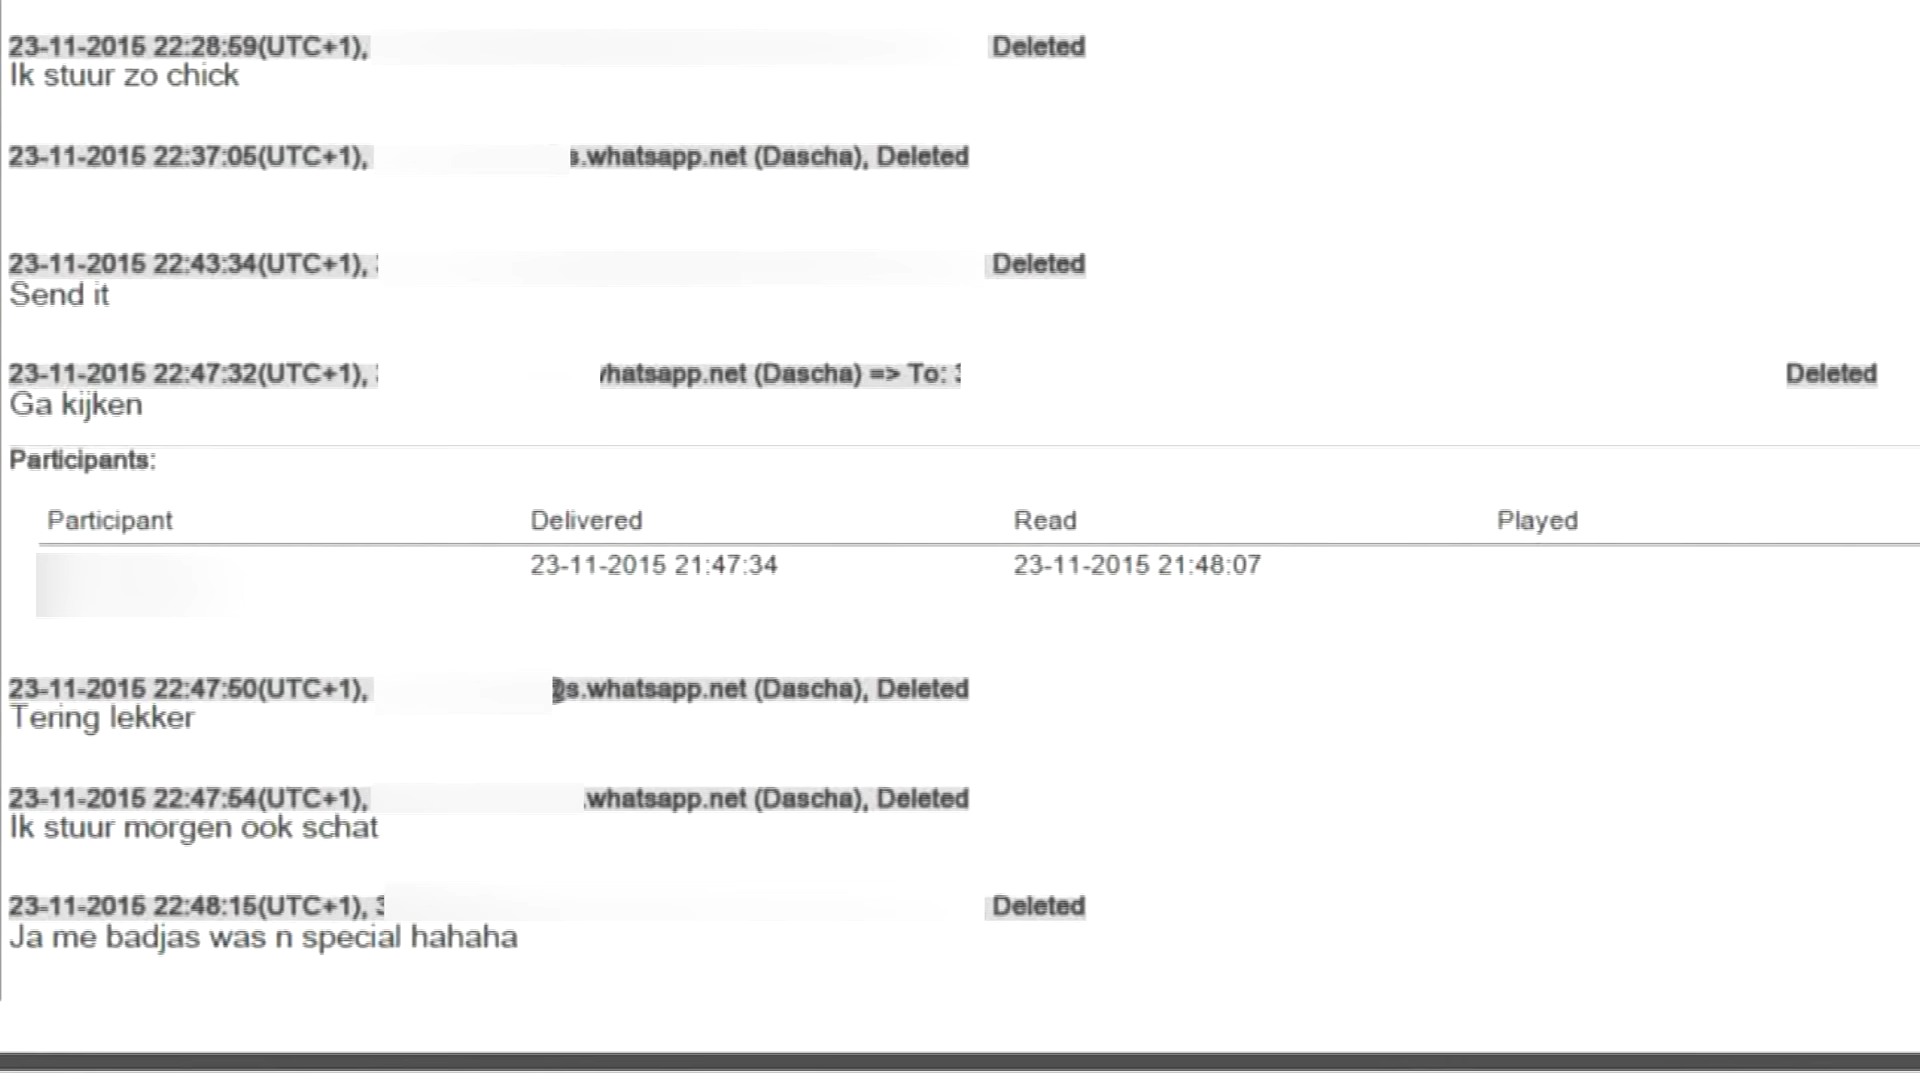 23-11-2015 22:28:59(UTC+1), Deleted
Ik stuur zo chick
23-11-2015 22:37:05(UTC+1), s.whatsapp.net (Dascha), Deleted
23-11-2015 22:43:34(UTC+1), Deleted
Send it
23-11-2015 22:47:32(UTC+1), hatsapp.net (Dascha) => To: Deleted
Ga kijken
Participants:
Participant Delivered Read Played
23-11-2015 21:47:34 23-11-2015 21:48:07
23-11-2015 22:47:50(UTC+1), @s.whatsapp.net (Dascha), Deleted
Tering lekker
23-11-2015 22:47:54(UTC+1), .whatsapp.net (Dascha), Deleted
Ik stuur morgen ook schat
23-11-2015 22:48:15(UTC+1), 3 Deleted
Ja me badjas was n special hahaha